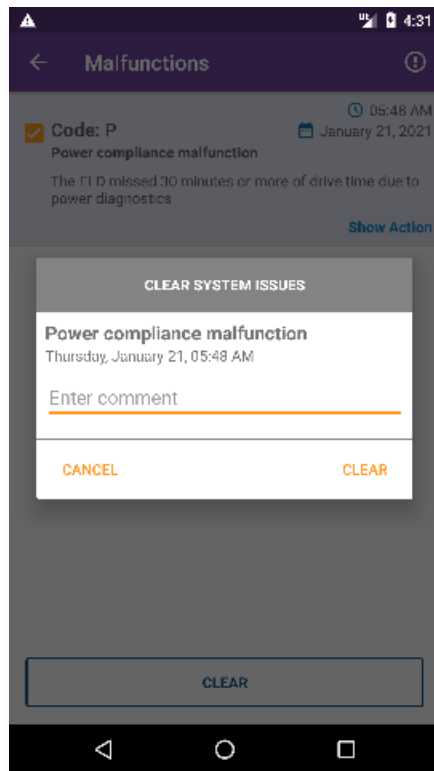 4:31
Malfunctions
05:48 AM
Code: P
January 21, 2021
Power compliance malfunction
The ELD missed 30 minutes or more of drive time due to
power diagnostics
Show Action
CLEAR SYSTEM ISSUES
Power compliance malfunction
Thursday, January 21, 05:48 AM
Enter comment
CANCEL
CLEAR
CLEAR